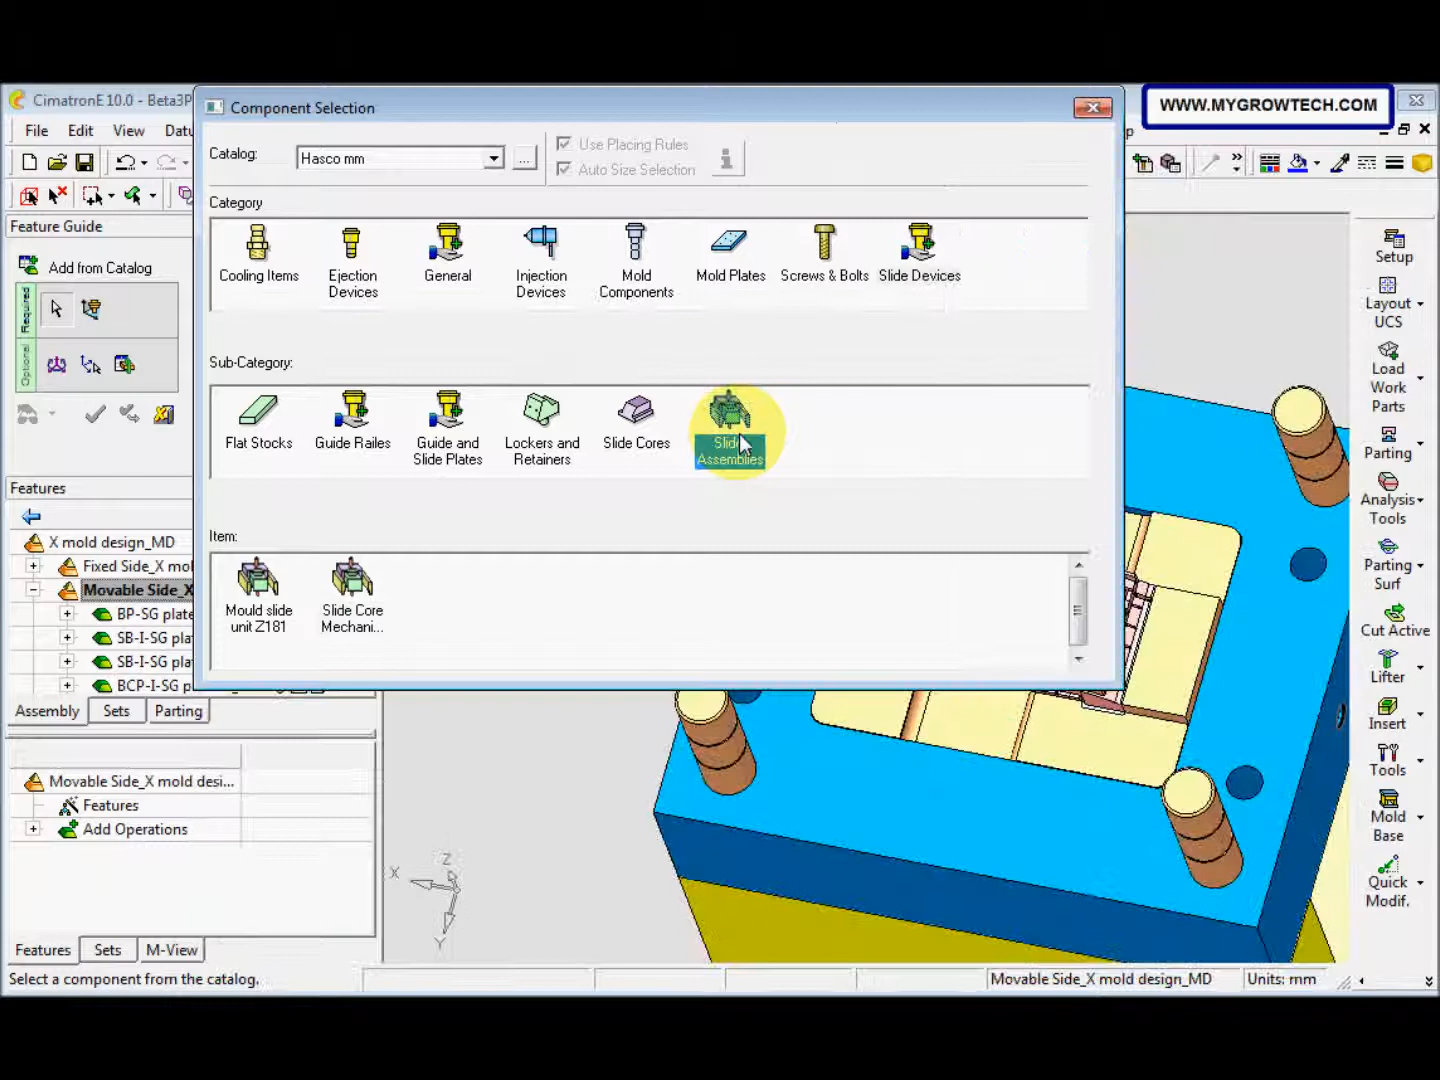 CimatronE 10.0 - Beta3P
Component Selection
WWW.MYGROWTECH.COM
File Edit View Datu
Catalog: Hasco mm ...
Use Placing Rules
Auto Size Selection
Category
Feature Guide
Add from Catalog
Required
Optional
Cooling Items
Ejection
Devices
General
Injection
Devices
Mold
Components
Mold Plates
Screws & Bolts
Slide Devices
Sub-Category:
Flat Stocks
Guide Railes
Guide and
Slide Plates
Lockers and
Retainers
Slide Cores
Slide
Assemblies
Item:
Mould slide
unit Z181
Slide Core
Mechani...
Features
X mold design_MD
Fixed Side_X mol
Movable Side_X
BP-SG plate
SB-I-SG plat
SB-I-SG plat
BCP-I-SG p
Assembly Sets Parting
Movable Side_X mold desi...
Features
Add Operations
Features Sets M-View
X
Z
Y
Setup
Layout
UCS
Load
Work
Parts
Parting
Analysis
Tools
Parting
Surf
Cut Active
Lifter
Insert
Tools
Mold
Base
Quick
Modif.
Select a component from the catalog.
Movable Side_X mold design_MD
Units: mm